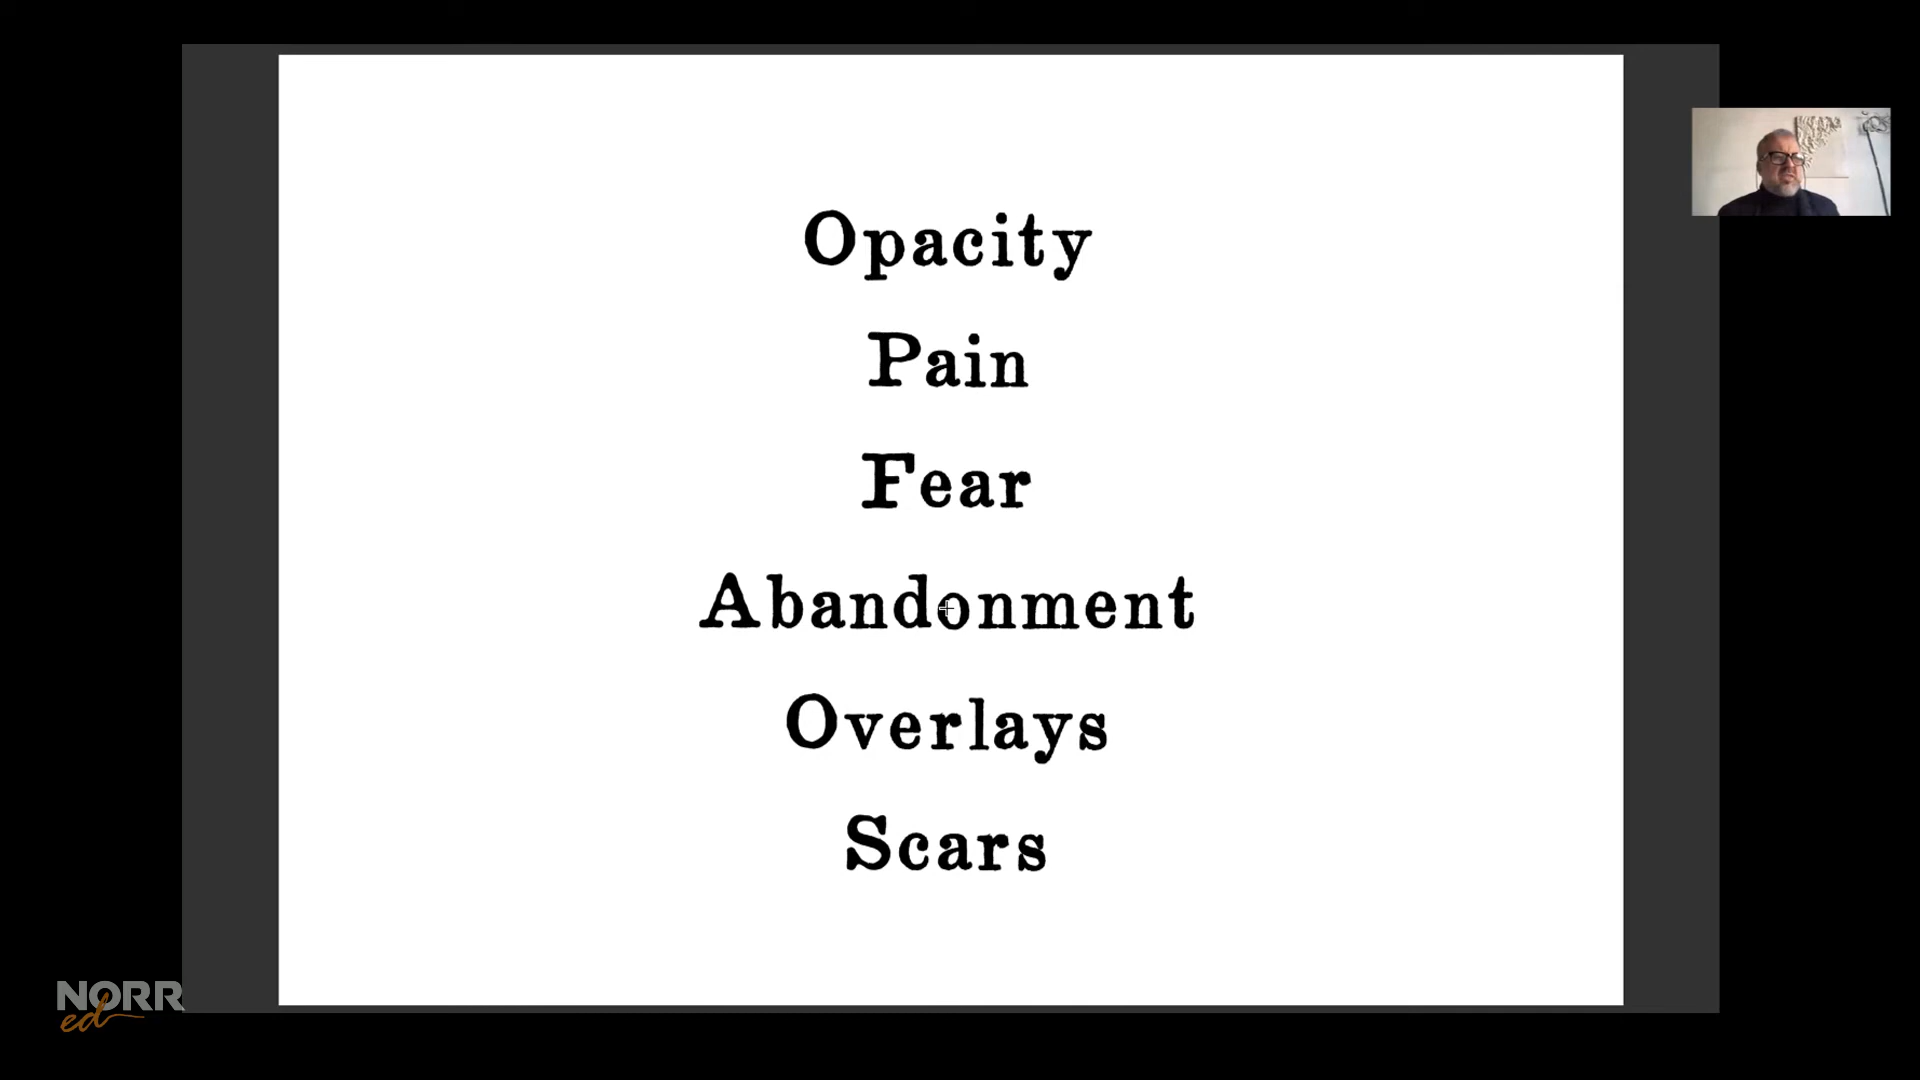 Opacity
Pain
Fear
Abandonment
Overlays
Scars
NORR
ed